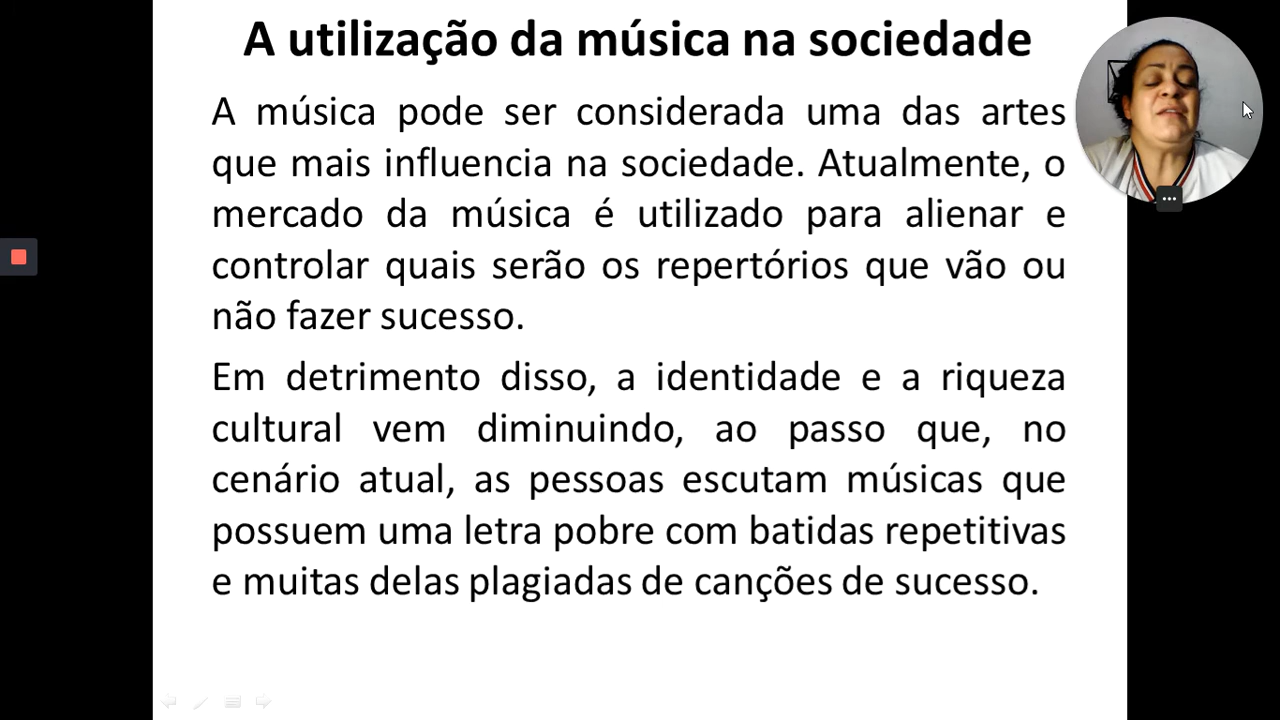 A utilização da música na sociedade
A música pode ser considerada uma das artes
que mais influencia na sociedade. Atualmente, o
mercado da música é utilizado para alienar e
controlar quais serão os repertórios que vão ou
não fazer sucesso.
Em detrimento disso, a identidade e a riqueza
cultural vem diminuindo, ao passo que, no
cenário atual, as pessoas escutam músicas que
possuem uma letra pobre com batidas repetitivas
e muitas delas plagiadas de canções de sucesso.